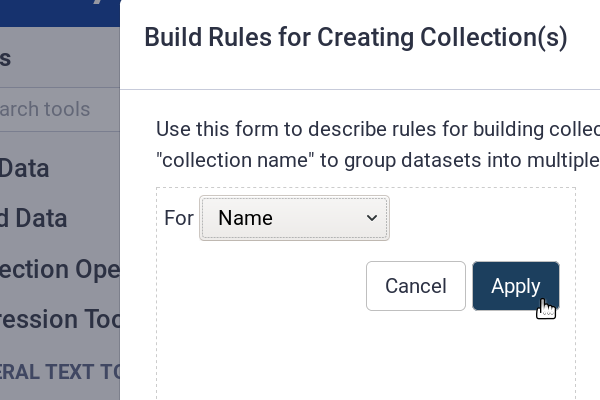 Build Rules for Creating Collection(s)
s
arch tools
Use this form to describe rules for building collec
"collection name" to group datasets into multiple
Data
For Name
d Data
ection Ope
Cancel Apply
ression Too
ERAL TEXT TO